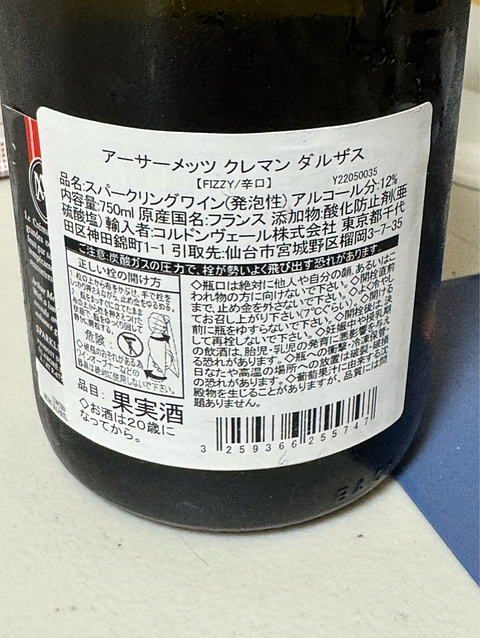 アーサーメッツ クレマン ダルザス
【FIZZY/辛口】
Y22050035
品名:スパークリングワイン(発泡性) アルコール分:12%
内容量:750ml 原産国名:フランス 添加物:酸化防止剤(亜
硫酸塩) 輸入者:コルドンヴェール株式会社 東京都千代
田区神田錦町1-1 引取先:仙台市宮城野区榴岡3-7-35
ご注意:炭酸ガスの圧力で、栓が勢いよく飛び出す恐れがあります。
正しい栓の開け方
危険
品目: 果実酒
◇お酒は20歳に
なってから。
◇瓶口は絶対に他人や自分の顔、あるいは
われ物の方に向けないで下さい。◇開栓直前
まで、止め金を外さないで下さい。◇よく冷やし
てお召し上がり下さい(7℃ぐらい)。◇開栓
前に瓶をゆすらないで下さい。◇開栓後は、
して再栓しないで下さい。◇妊娠中や授乳期
の飲酒は、胎児・乳児の発育に悪影響を与え
る恐れがあります。◇瓶への衝撃・冷凍保管・
日なたや高温の場所への放置は破裂、破損
の恐れがあります。◇葡萄果汁に由来する沈
殿物を生じることがありますが、品質には問
題ありません。
3 259366 255747